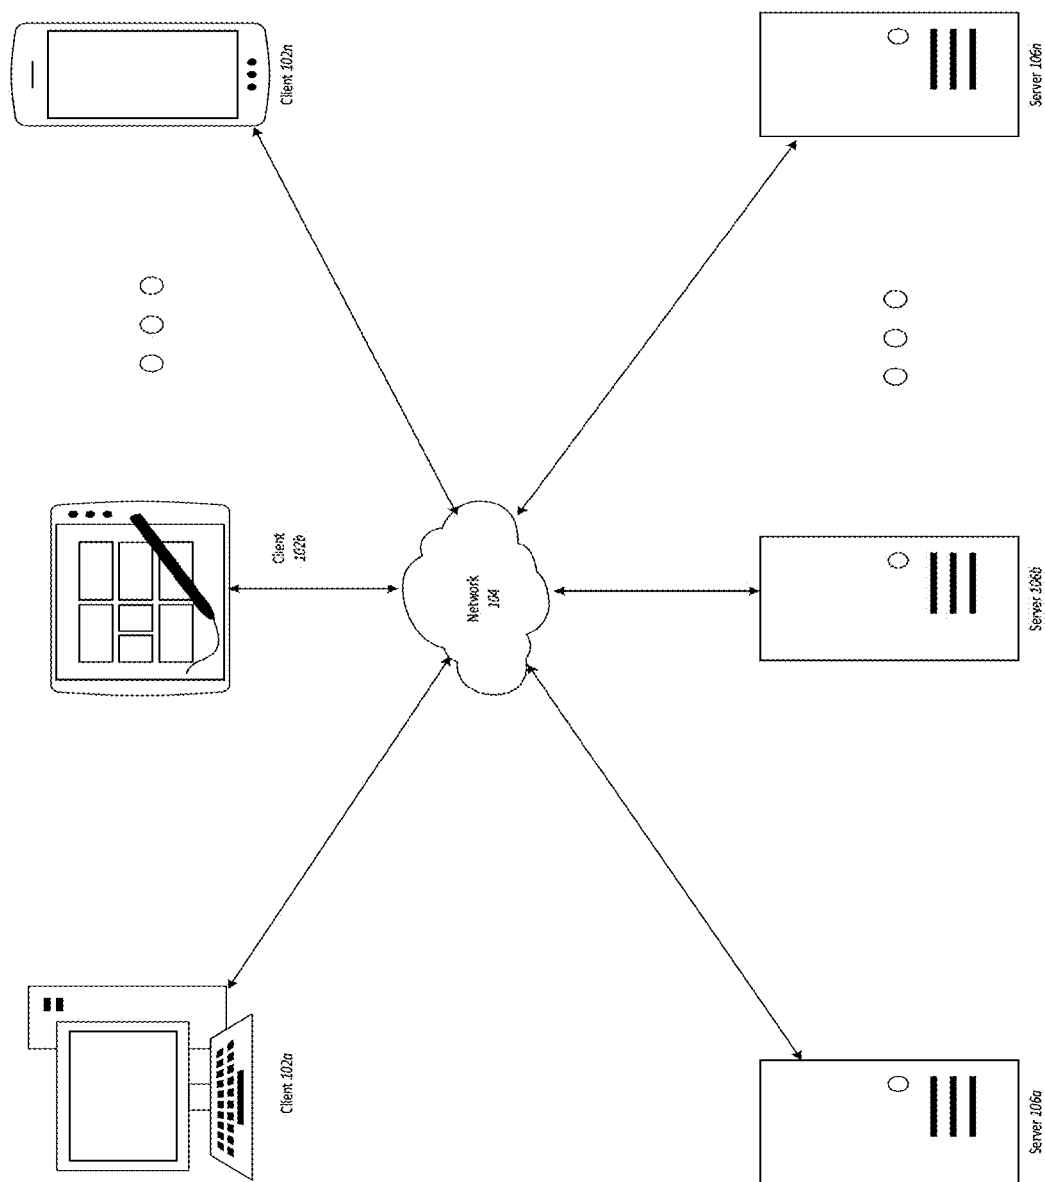 Client 102a
Client
102b
Client 102n
Network
104
Server 106a
Server 106b
Server 106n